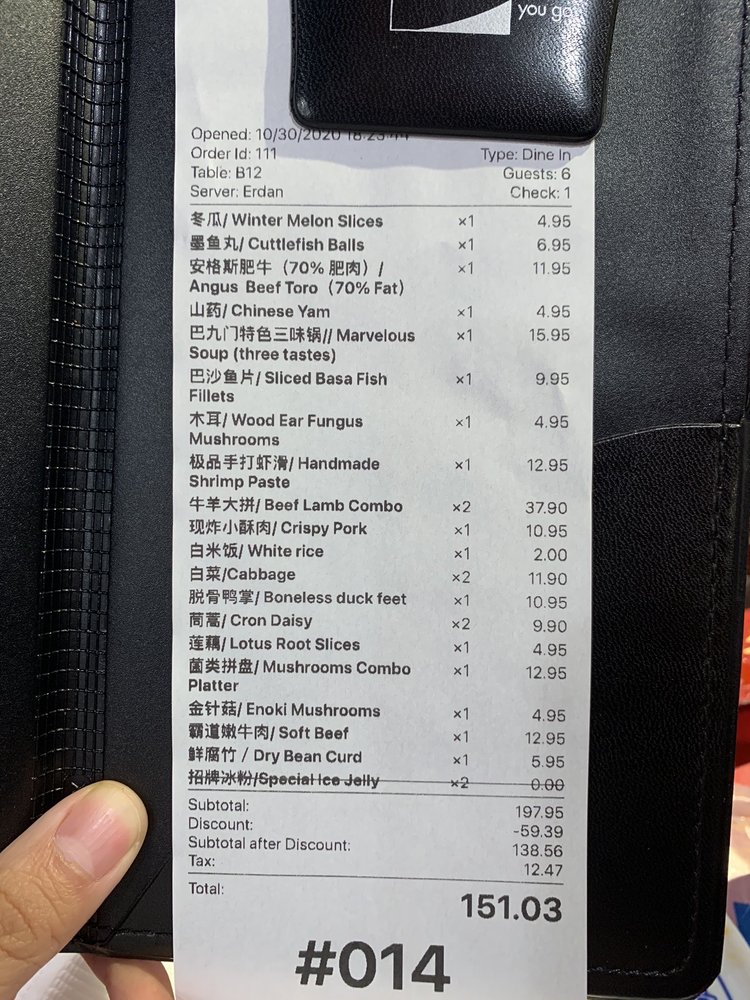 you go
Opened: 10/30/2020 18:23:44
Order Id: 111 Type: Dine In
Table: B12 Guests: 6
Server: Erdan Check: 1
冬瓜/ Winter Melon Slices ×1 4.95
墨鱼丸/ Cuttlefish Balls ×1 6.95
安格斯肥牛（70% 肥肉）/ ×1 11.95
Angus Beef Toro（70% Fat）
山药/ Chinese Yam ×1 4.95
巴九门特色三味锅// Marvelous ×1 15.95
Soup (three tastes)
巴沙鱼片/ Sliced Basa Fish ×1 9.95
Fillets
木耳/ Wood Ear Fungus ×1 4.95
Mushrooms
极品手打虾滑/ Handmade ×1 12.95
Shrimp Paste
牛羊大拼/ Beef Lamb Combo ×2 37.90
现炸小酥肉/ Crispy Pork ×1 10.95
白米饭/ White rice ×1 2.00
白菜/Cabbage ×2 11.90
脱骨鸭掌/ Boneless duck feet ×1 10.95
茼蒿/ Cron Daisy ×2 9.90
莲藕/ Lotus Root Slices ×1 4.95
菌类拼盘/ Mushrooms Combo ×1 12.95
Platter
金针菇/ Enoki Mushrooms ×1 4.95
霸道嫩牛肉/ Soft Beef ×1 12.95
鲜腐竹 / Dry Bean Curd ×1 5.95
招牌冰粉/Special Ice Jelly ×2 0.00
Subtotal: 197.95
Discount: -59.39
Subtotal after Discount: 138.56
Tax: 12.47
Total: 151.03
#014